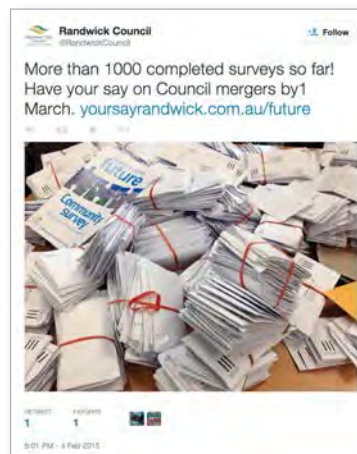 Randwick Council
@RandwickCouncil
Follow
More than 1000 completed surveys so far!
Have your say on Council mergers by1
March. yoursayrandwick.com.au/future
future
Community
survey
RETWEET
FAVORITE
1
1
9:01 PM - 4 Feb 2015